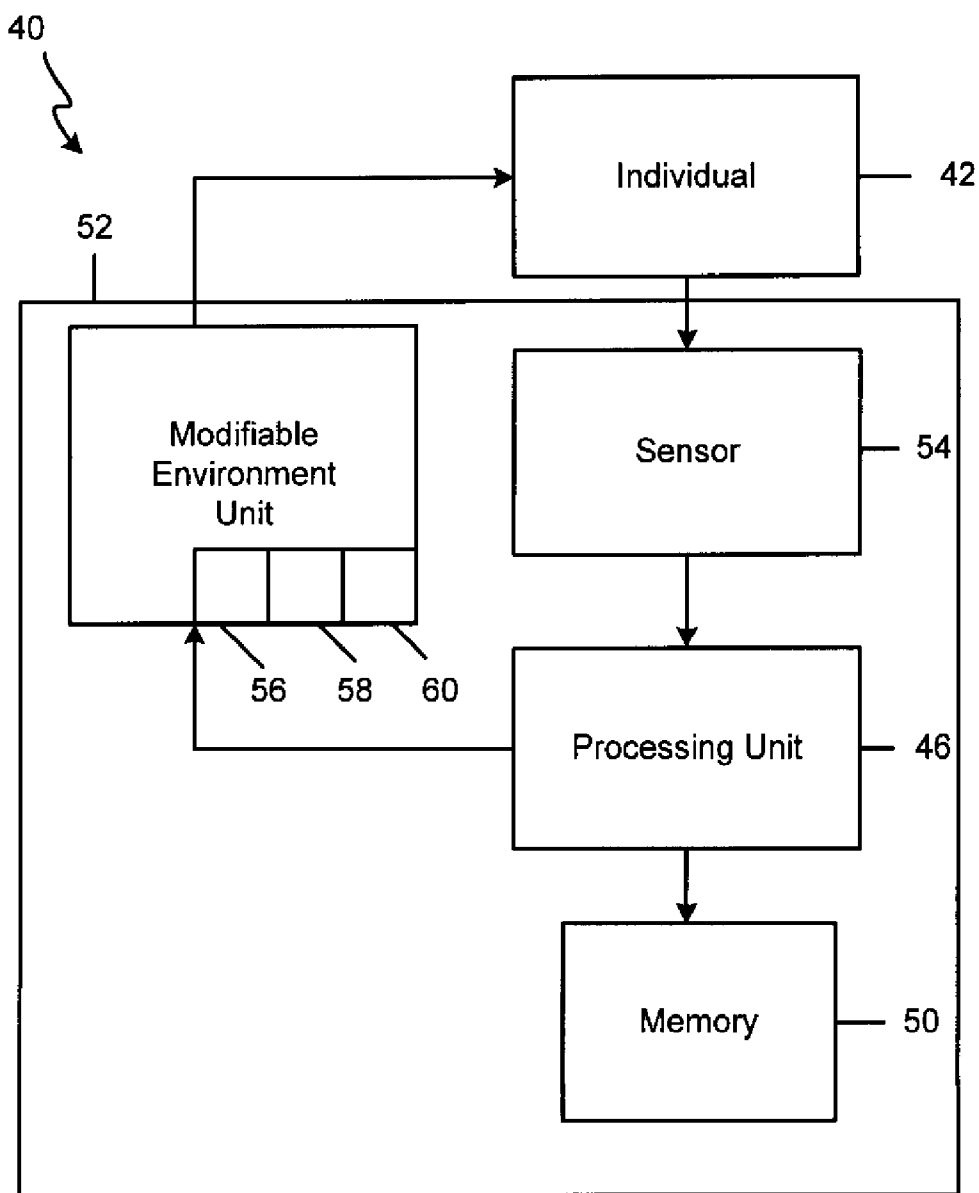 40
Individual
42
52
Modifiable
Environment
Unit
Sensor
54
56
58
60
Processing Unit
46
Memory
50